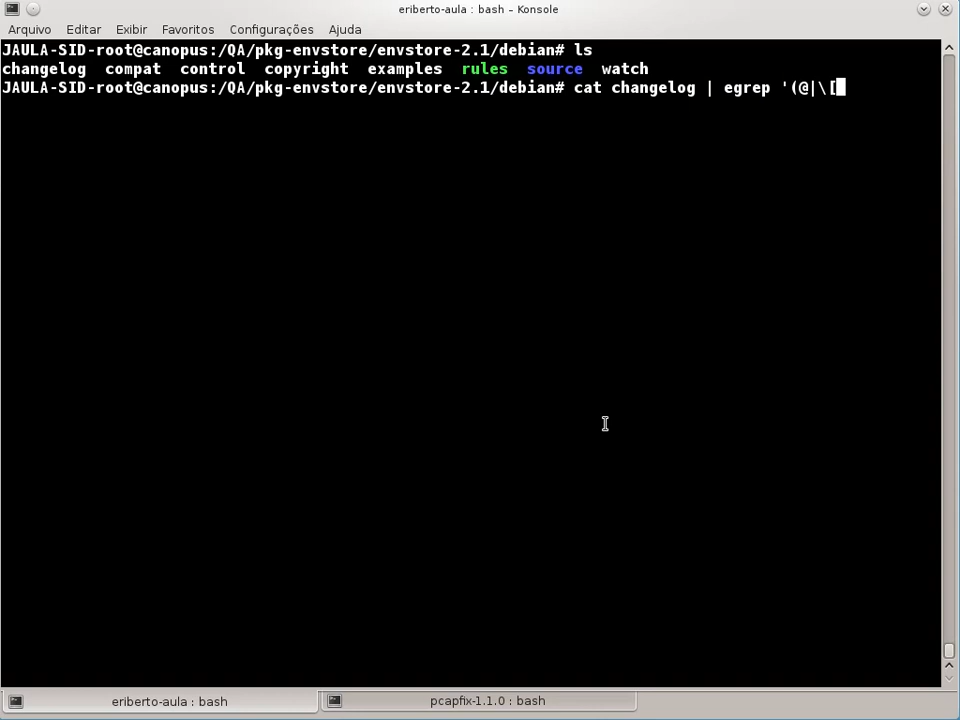 eriberto-aula : bash – Konsole
Arquivo Editar Exibir Favoritos Configurações Ajuda
JAULA-SID-root@canopus:/QA/pkg-envstore/envstore-2.1/debian# ls
changelog compat control copyright examples rules source watch
JAULA-SID-root@canopus:/QA/pkg-envstore/envstore-2.1/debian# cat changelog | egrep '(@|\[
eriberto-aula : bash pcapfix-1.1.0 : bash